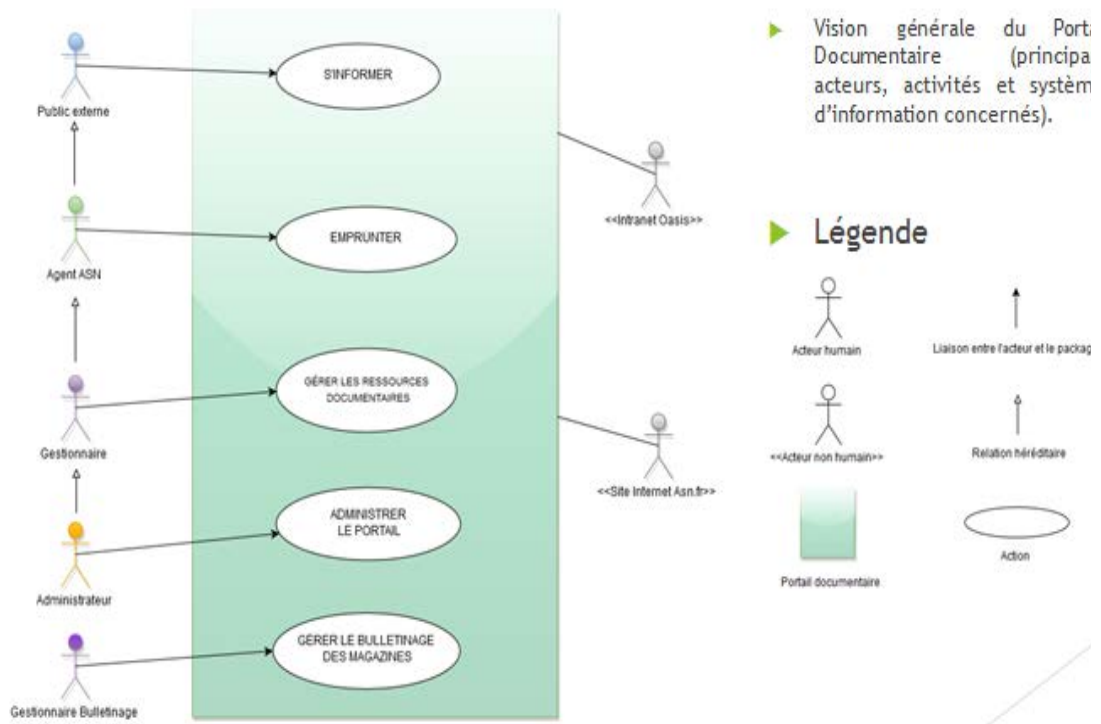 Public externe
S'INFORMER
Agent ASN
EMPRUNTER
Gestionnaire
GÉRER LES RESSOURCES
DOCUMENTAIRES
Administrateur
ADMINISTRER
LE PORTAIL
Gestionnaire Bulletinage
GÉRER LE BULLETINAGE
DES MAGAZINES
<<Intranet Oasis>>
<<Site Internet Asn.fr>>
Vision générale du Porta
Documentaire (principa
acteurs, activités et systèm
d'information concernés).
Légende
Acteur humain
Liaison entre l'acteur et le packag
<<Acteur non humain>>
Relation héréditaire
Portail documentaire
Action